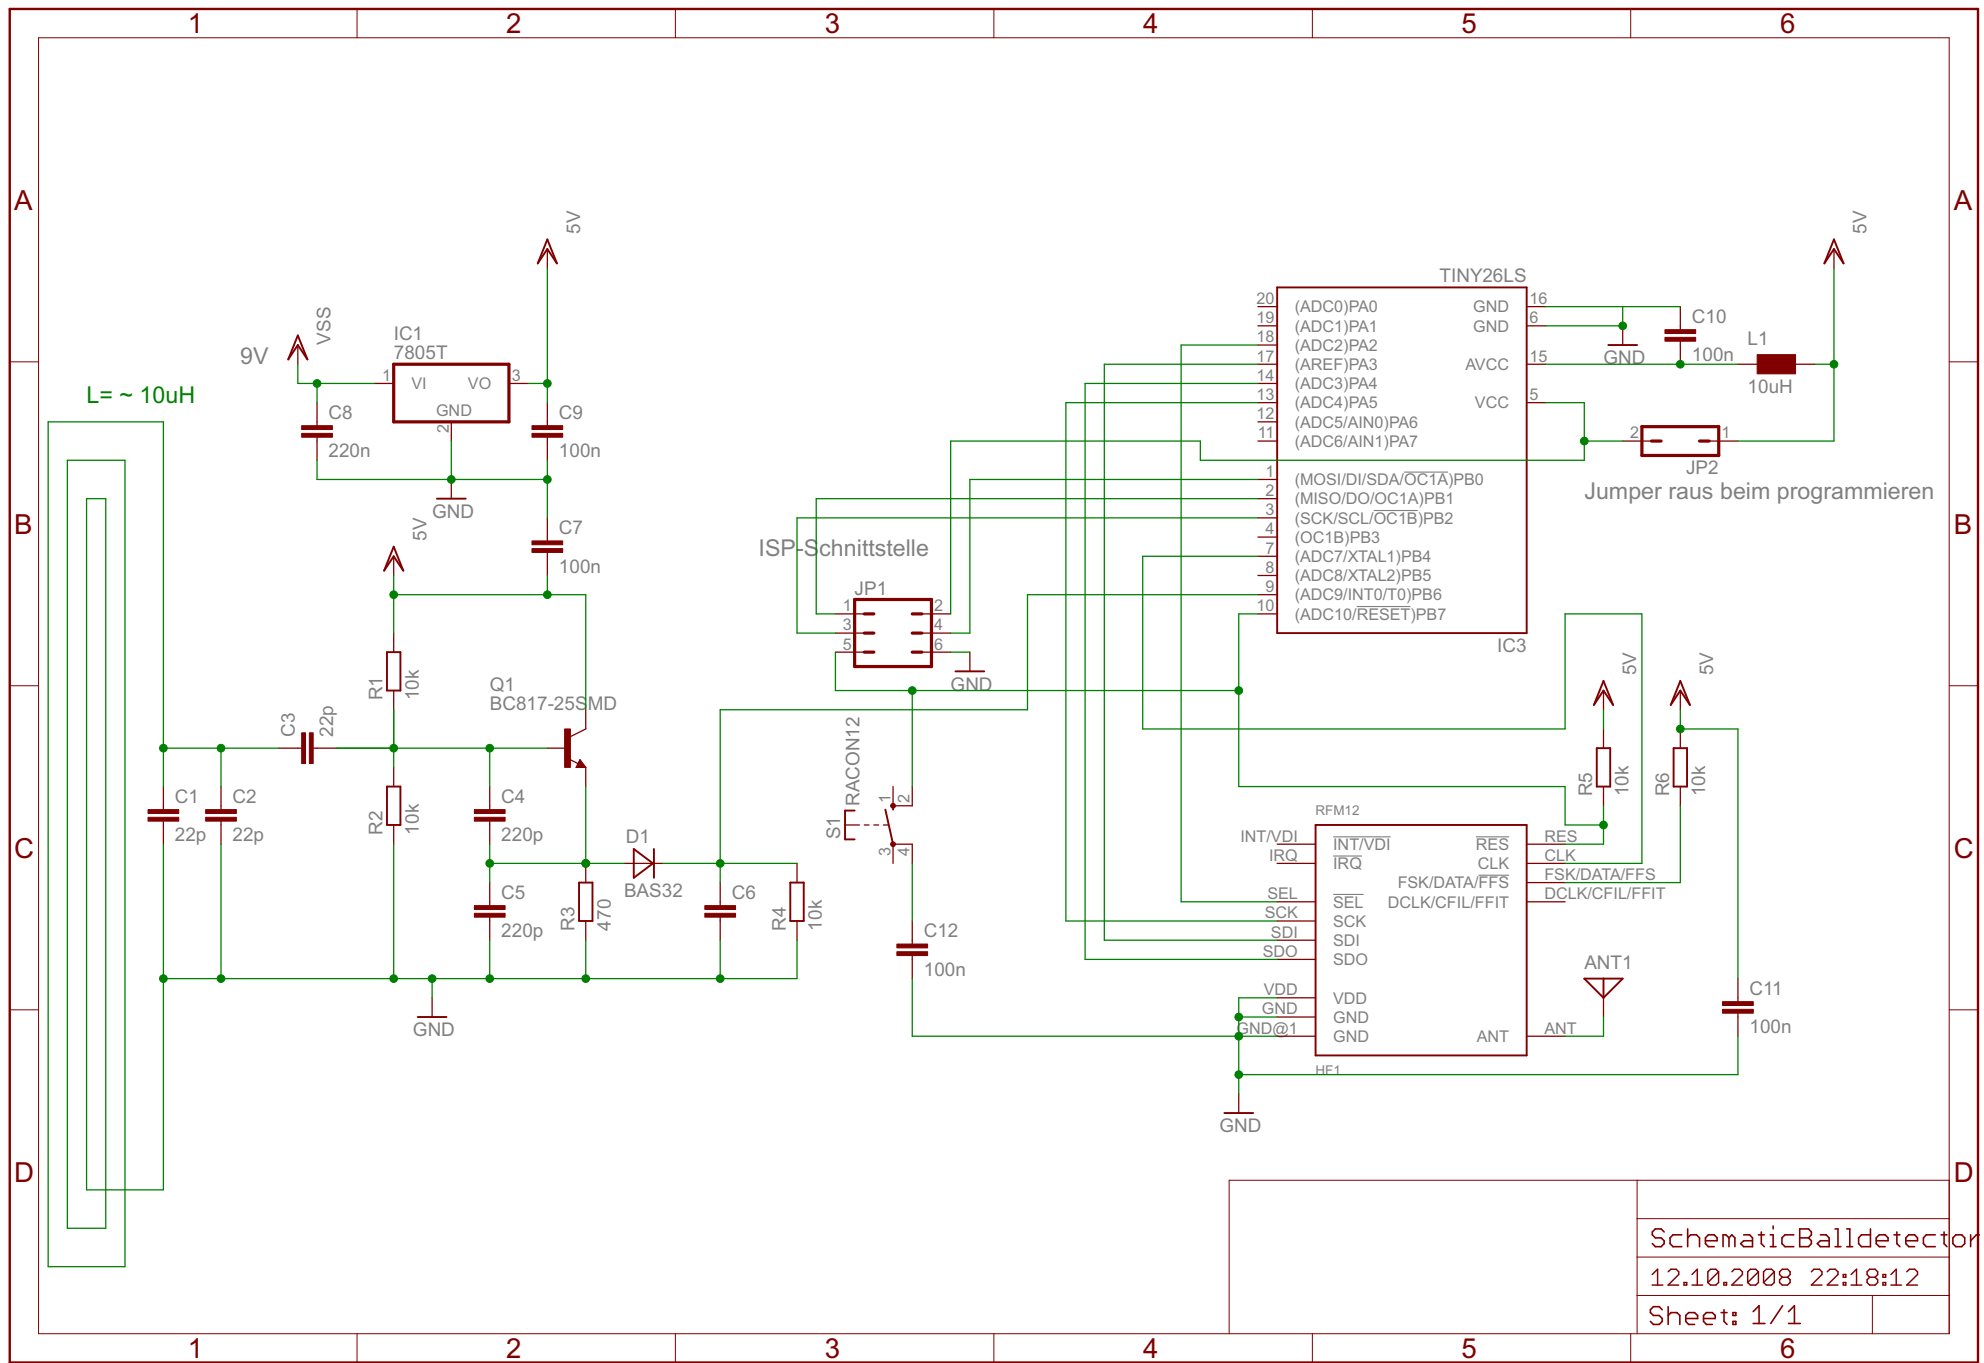 1 2 3 4 5 6
A A
B B
C C
D D
1 2 3 4 5 6
L= ~ 10uH
9V
VSS
IC1
7805T
1 VI VO 3
GND
2
5V
C8
220n
C9
100n
GND
5V
C7
100n
R1
10k
Q1
BC817-25SMD
C3
22p
C1
22p
C2
22p
R2
10k
C4
220p
C5
220p
R3
470
D1
BAS32
C6
R4
10k
GND
ISP-Schnittstelle
JP1
1 2
3 4
5 6
GND
S1
RACON12
1 2
3 4
C12
100n
TINY26LS
20 (ADC0)PA0 GND 16
19 (ADC1)PA1 GND 6
18 (ADC2)PA2
17 (AREF)PA3 AVCC 15
14 (ADC3)PA4
13 (ADC4)PA5 VCC 5
12 (ADC5/AIN0)PA6
11 (ADC6/AIN1)PA7
1 (MOSI/DI/SDA/OC1A)PB0
2 (MISO/DO/OC1A)PB1
3 (SCK/SCL/OC1B)PB2
4 (OC1B)PB3
7 (ADC7/XTAL1)PB4
8 (ADC8/XTAL2)PB5
9 (ADC9/INT0/T0)PB6
10 (ADC10/RESET)PB7
IC3
GND
C10
100n
L1
10uH
5V
2 1
JP2
Jumper raus beim programmieren
5V
5V
R5
10k
R6
10k
RFM12
INT/VDI INT/VDI RES RES
IRQ IRQ CLK CLK
FSK/DATA/FFS FSK/DATA/FFS
SEL SEL DCLK/CFIL/FFIT DCLK/CFIL/FFIT
SCK SCK
SDI SDI
SDO SDO
VDD VDD
GND GND
GND@1 GND ANT ANT
HF1
ANT1
C11
100n
GND
SchematicBalldetector
12.10.2008 22:18:12
Sheet: 1/1